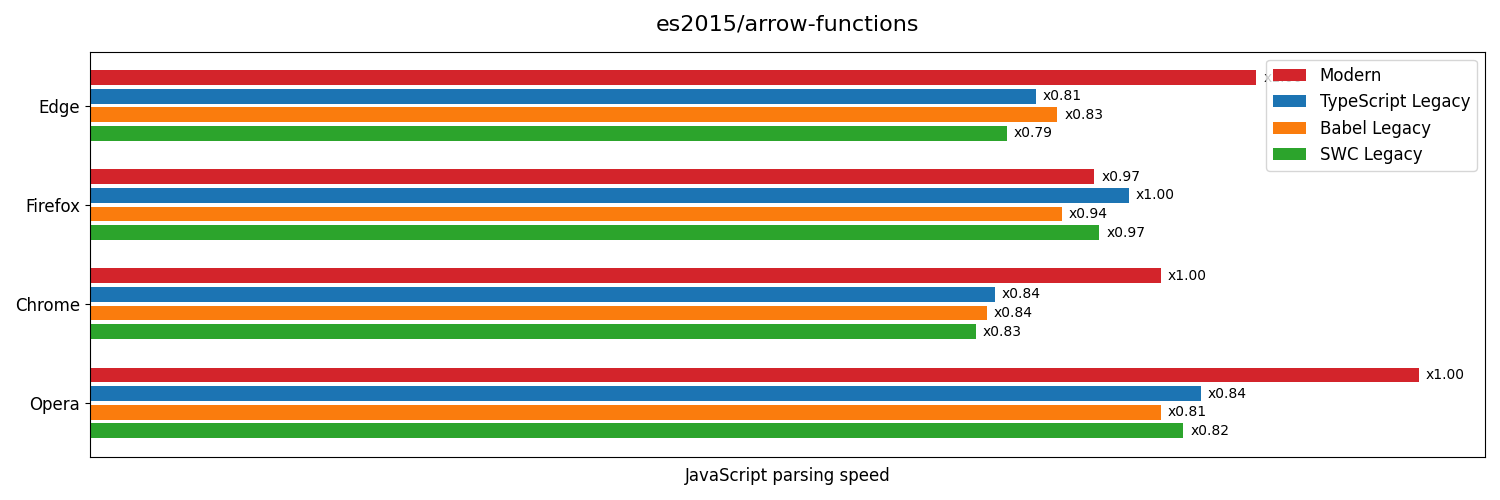 es2015/arrow-functions
Edge
x0.81
x0.83
x0.79
Firefox
x0.97
x1.00
x0.94
x0.97
Chrome
x1.00
x0.84
x0.84
x0.83
Opera
x1.00
x0.84
x0.81
x0.82
Modern
TypeScript Legacy
Babel Legacy
SWC Legacy
JavaScript parsing speed